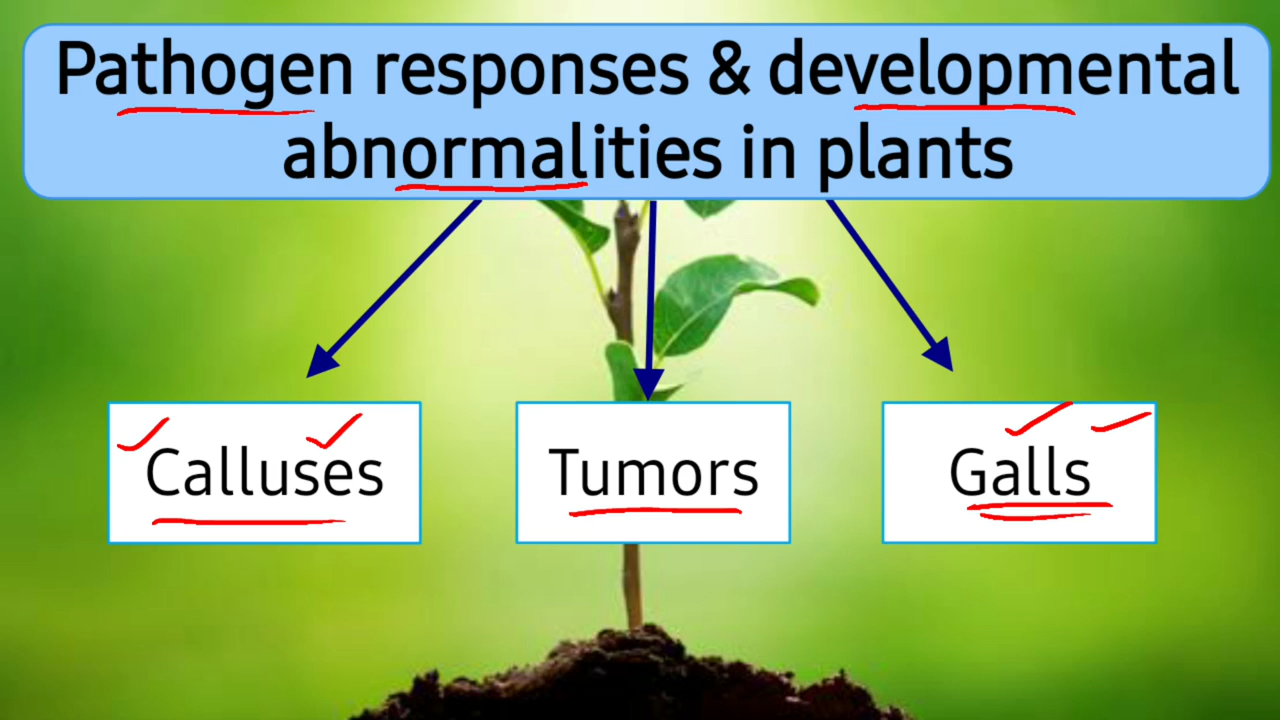 Pathogen responses & developmental
abnormalities in plants
Calluses
Tumors
Galls